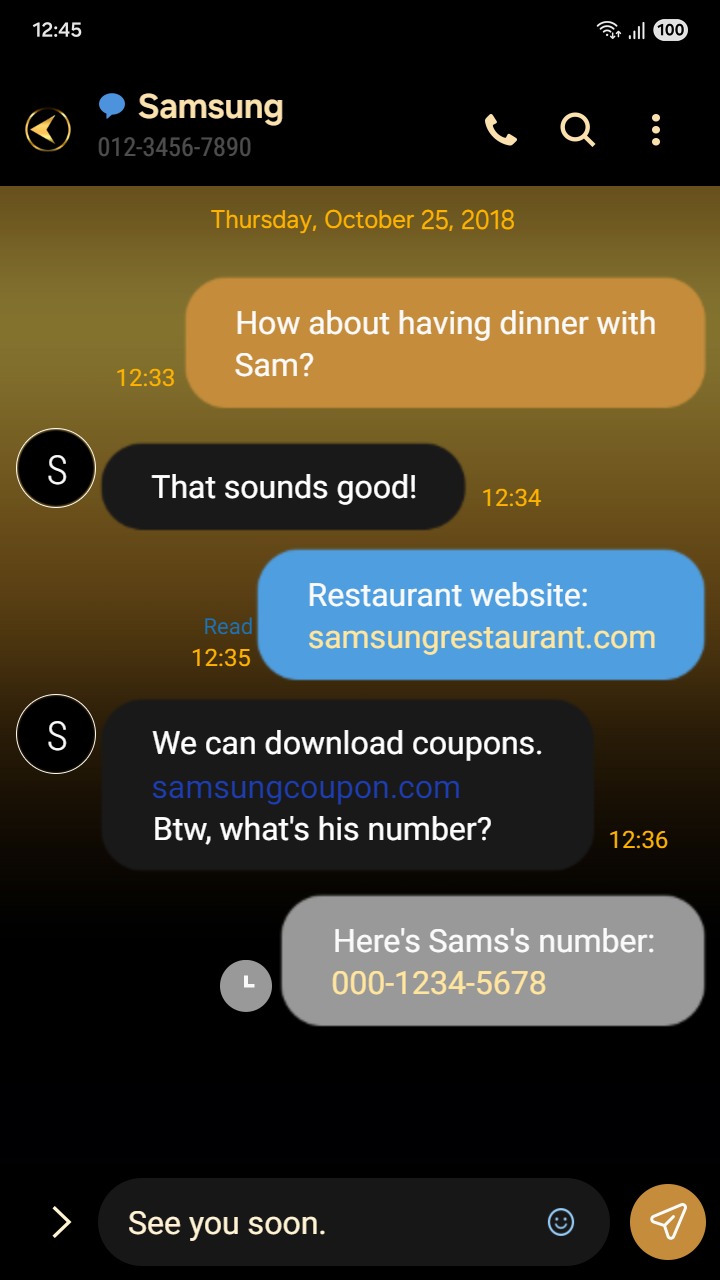 12:45
100
Samsung
012-3456-7890
Thursday, October 25, 2018
How about having dinner with
Sam?
12:33
S
That sounds good!
12:34
Restaurant website:
samsungrestaurant.com
Read
12:35
S
We can download coupons.
samsungcoupon.com
Btw, what's his number?
12:36
Here's Sams's number:
000-1234-5678
See you soon.